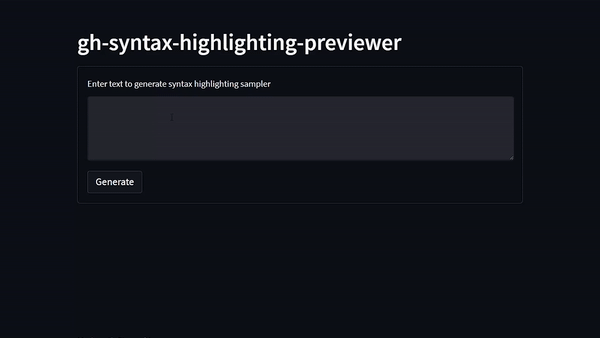 gh-syntax-highlighting-previewer
Enter text to generate syntax highlighting sampler
Generate